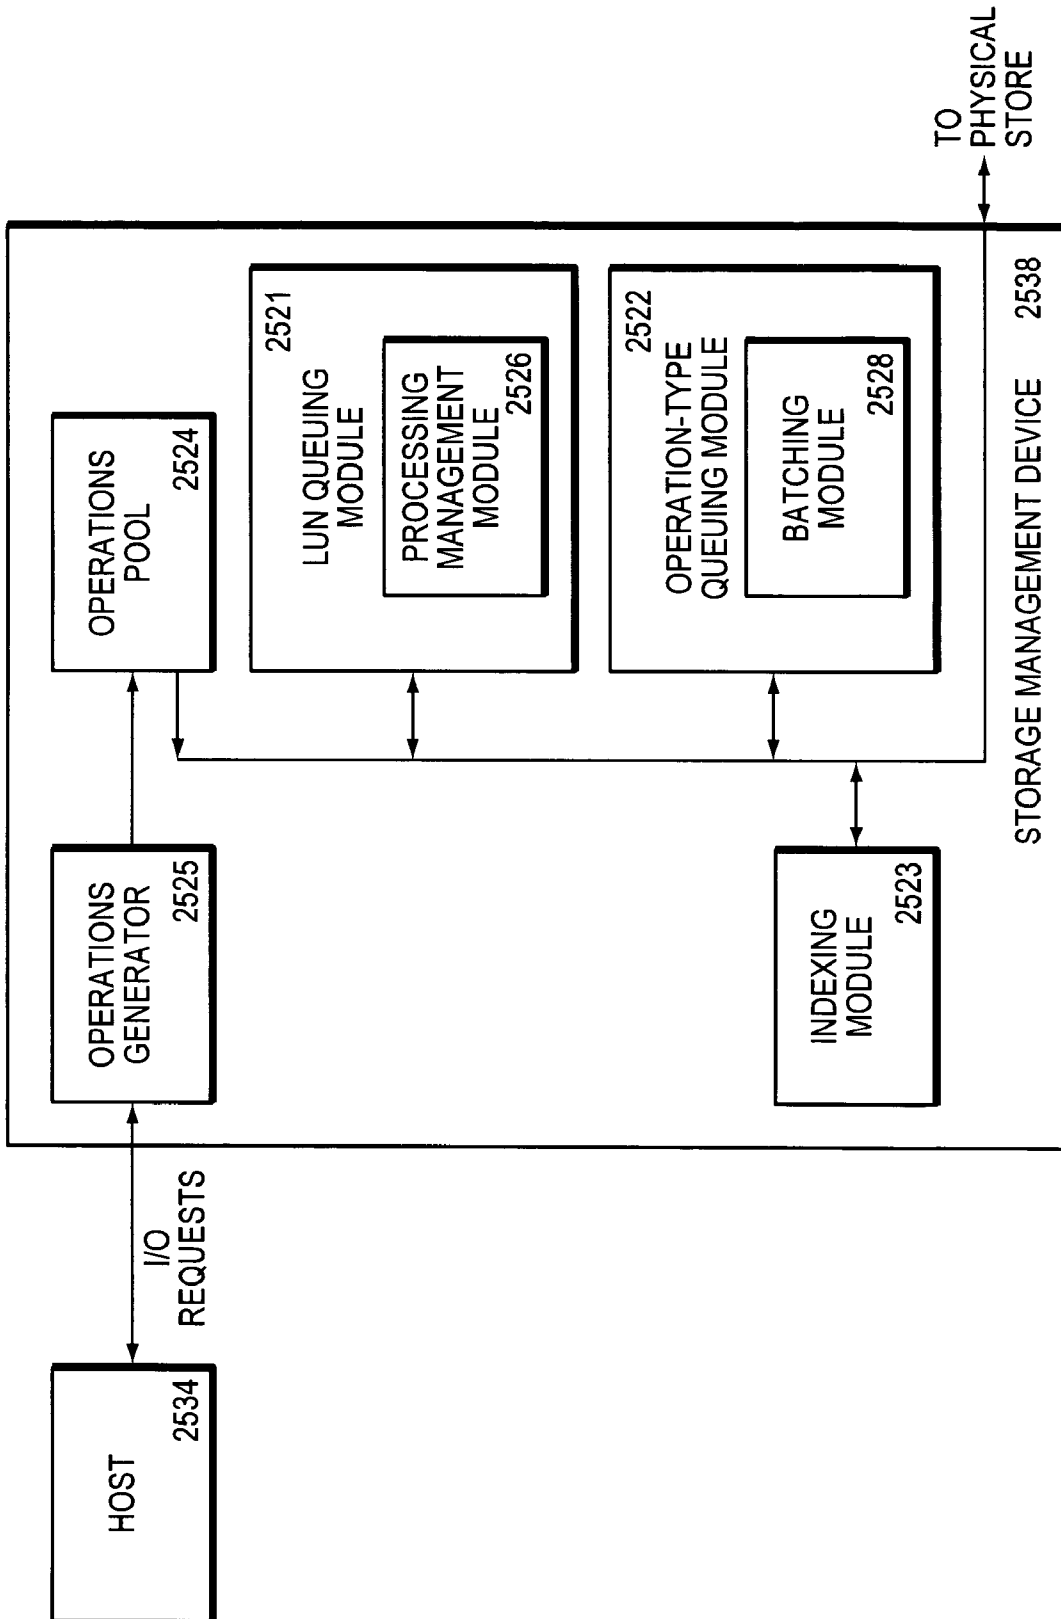 HOST
2534
I/O
REQUESTS
OPERATIONS
GENERATOR
2525
OPERATIONS
POOL
2524
LUN QUEUING
MODULE
2521
PROCESSING
MANAGEMENT
MODULE
2526
OPERATION-TYPE
QUEUING MODULE
2522
BATCHING
MODULE
2528
INDEXING
MODULE
2523
STORAGE MANAGEMENT DEVICE 2538
TO
PHYSICAL
STORE